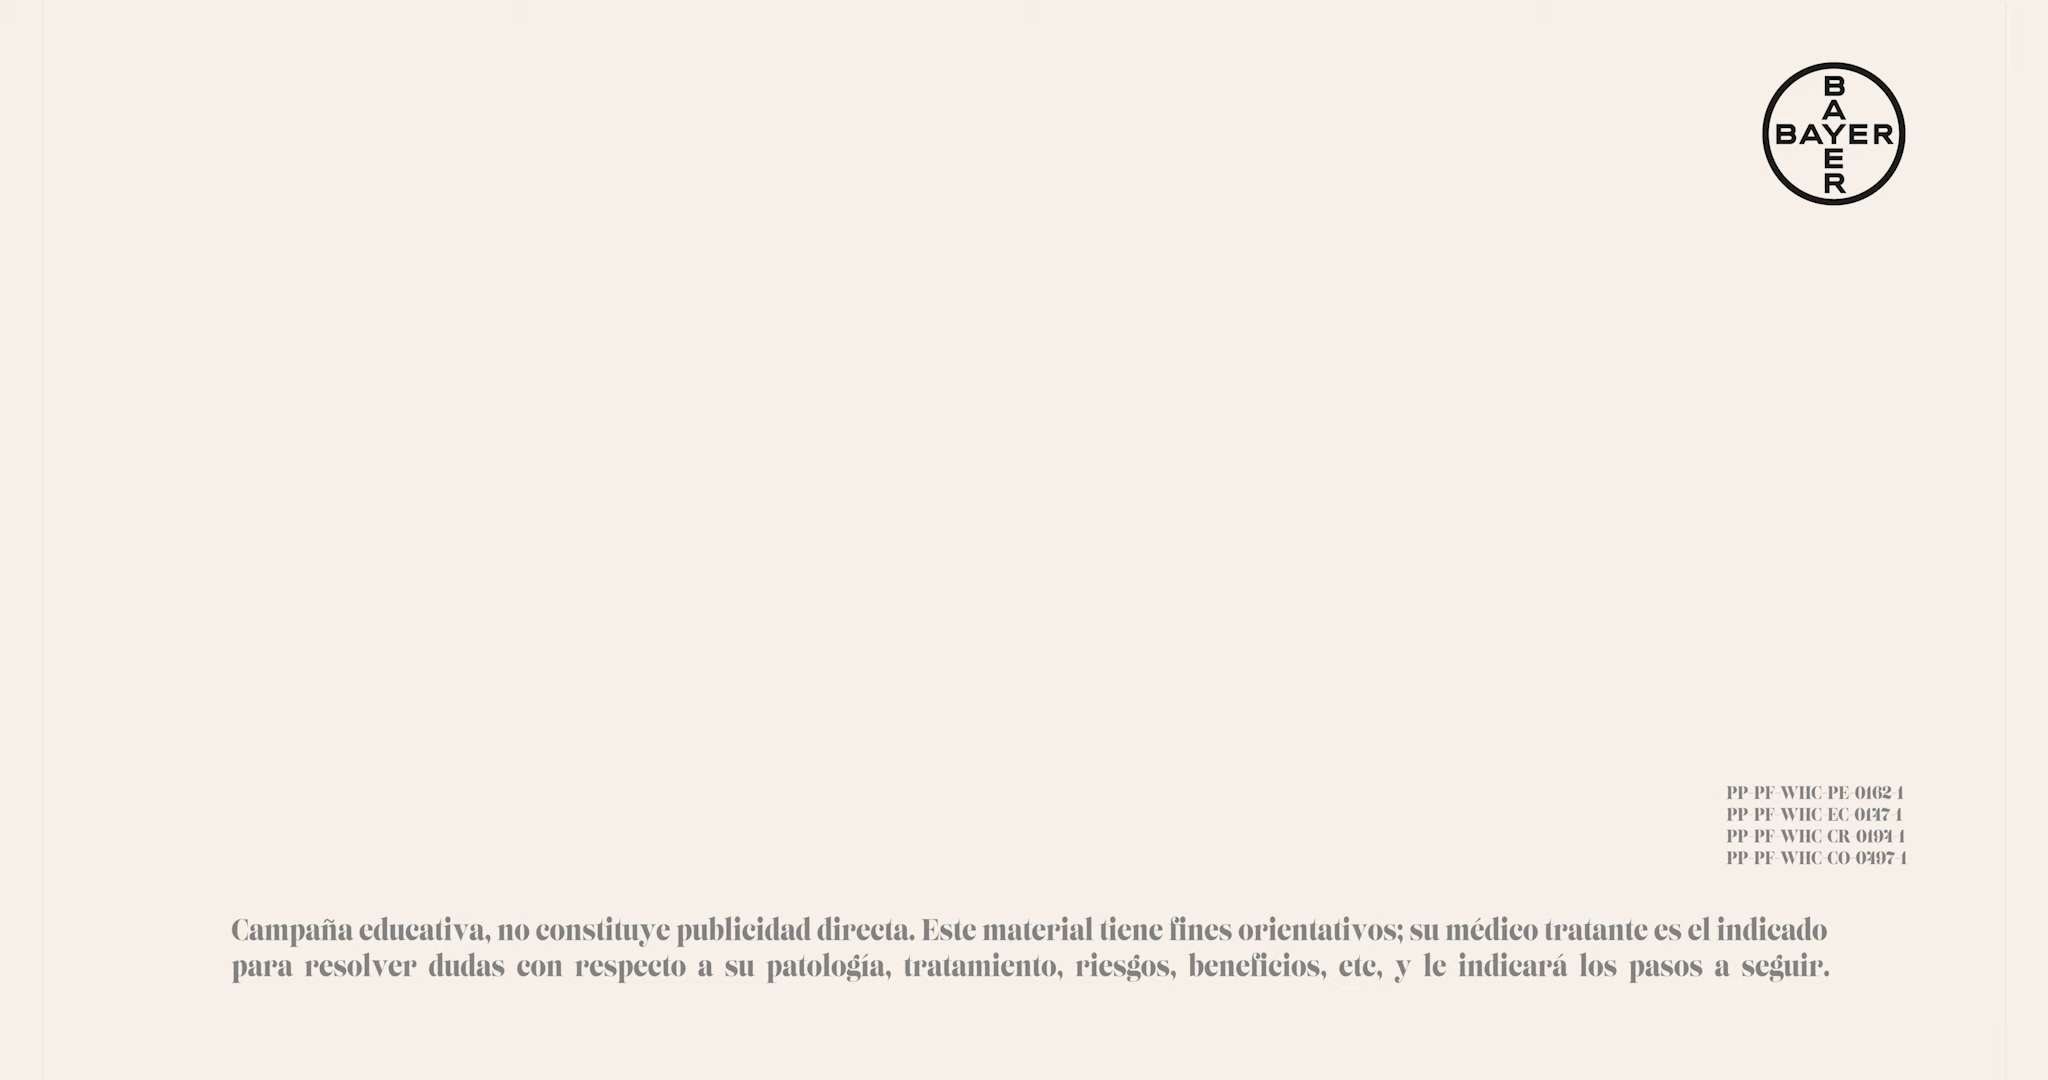 B
A
BAYER
E
R
PP-PF-WHC-PE-0162-1
PP-PF-WHC-EC-0147-1
PP-PF-WHC-CR-0194-1
PP-PF-WHC-CO-0497-1
Campaña educativa, no constituye publicidad directa. Este material tiene fines orientativos; su médico tratante es el indicado
para resolver dudas con respecto a su patología, tratamiento, riesgos, beneficios, etc, y le indicará los pasos a seguir.